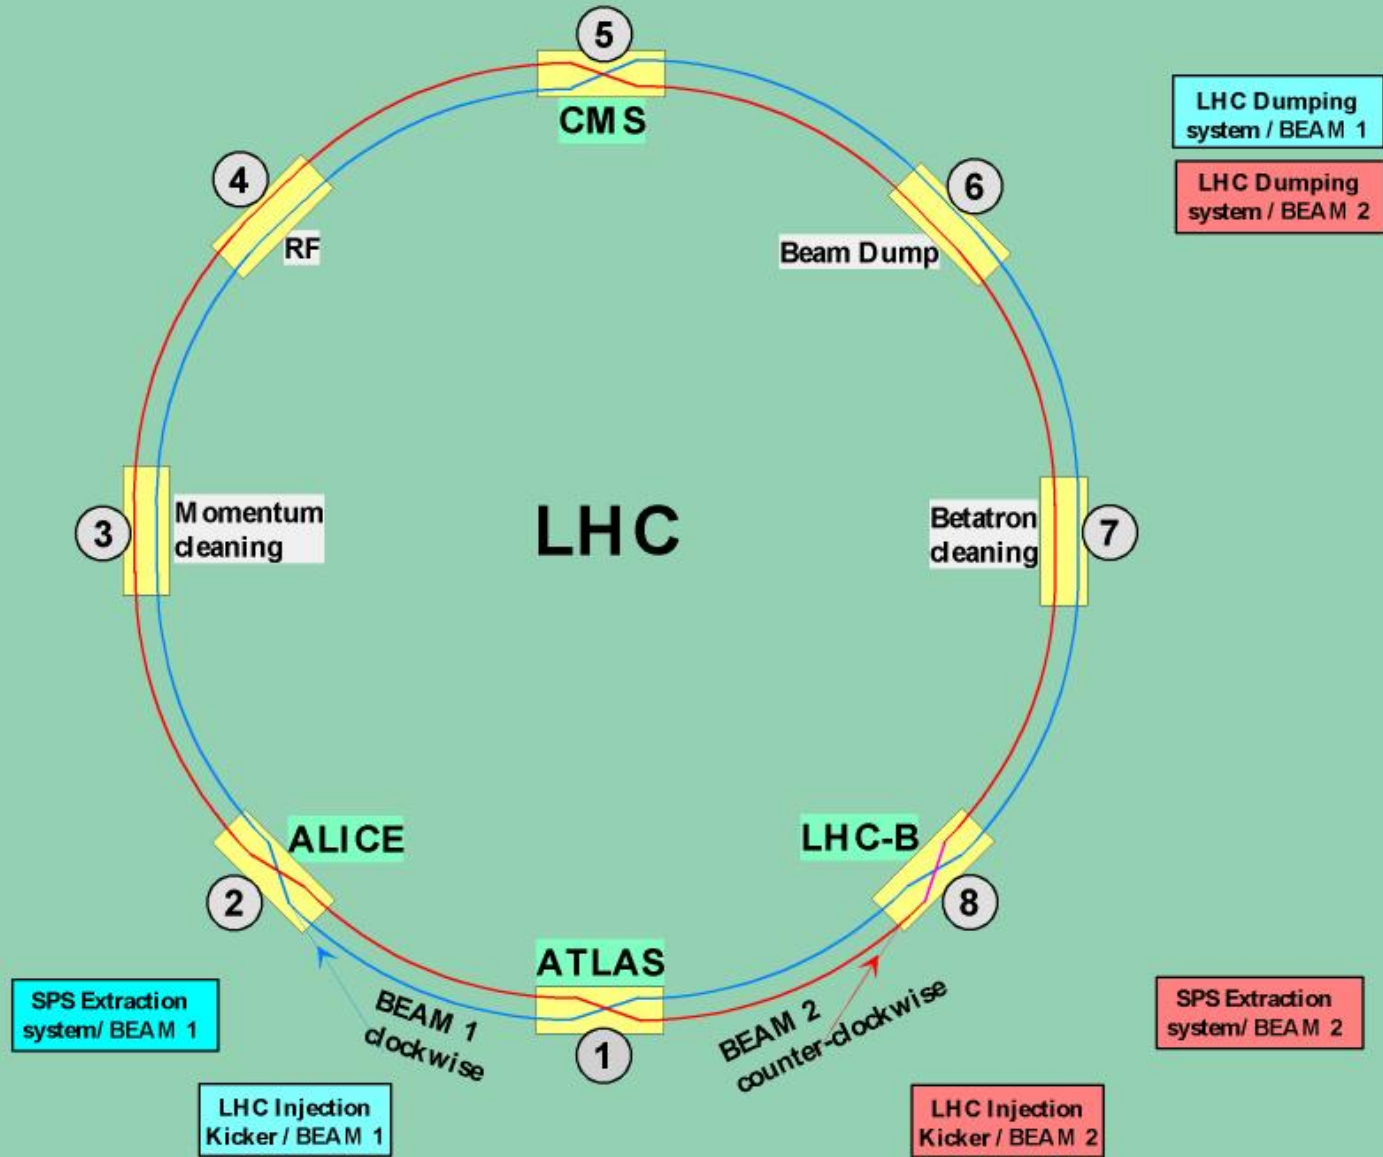 5
CMS
LHC Dumping
system / BEAM 1
LHC Dumping
system / BEAM 2
4
RF
6
Beam Dump
3
Momentum
cleaning
LHC
Betatron
cleaning
7
ALICE
2
LHC-B
8
ATLAS
1
BEAM 1
clockwise
BEAM 2
counter-clockwise
SPS Extraction
system/ BEAM 1
SPS Extraction
system/ BEAM 2
LHC Injection
Kicker / BEAM 1
LHC Injection
Kicker / BEAM 2